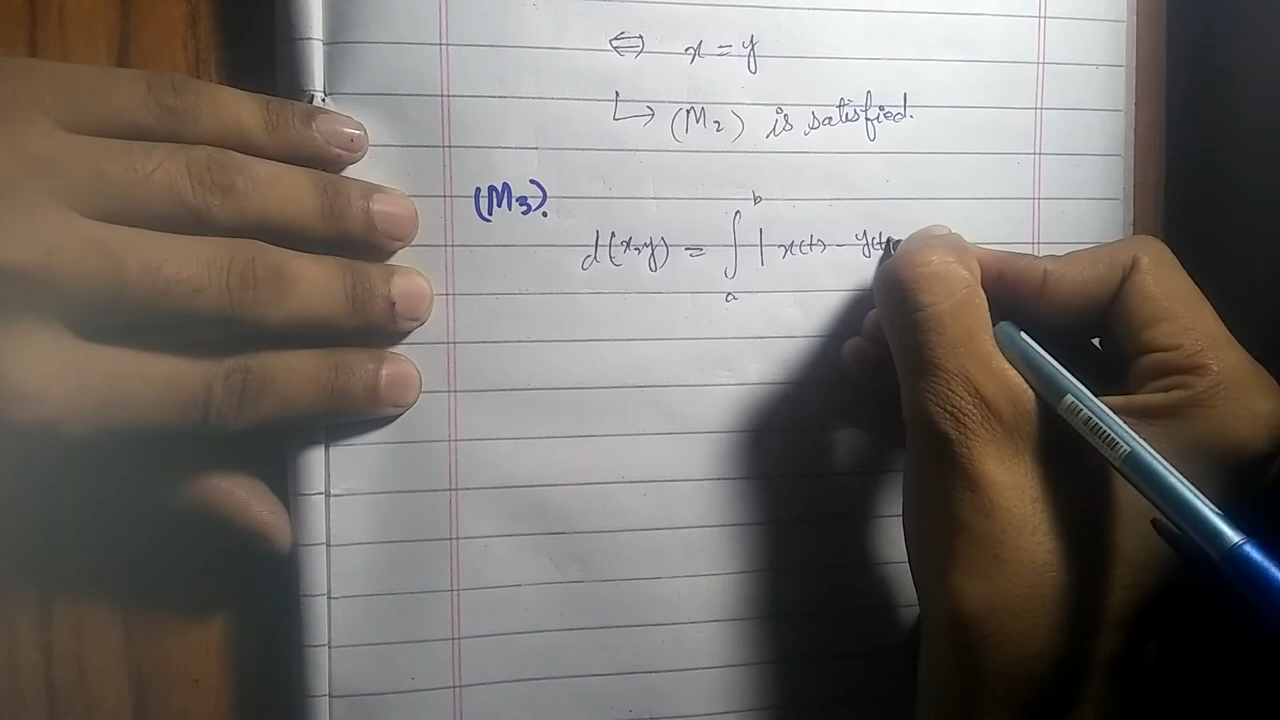 ⇔ x = y
↳ (M₂) is satisfied.
(M₃).
d(x,y) = ∫ₐᵇ | x(t) - y(t)